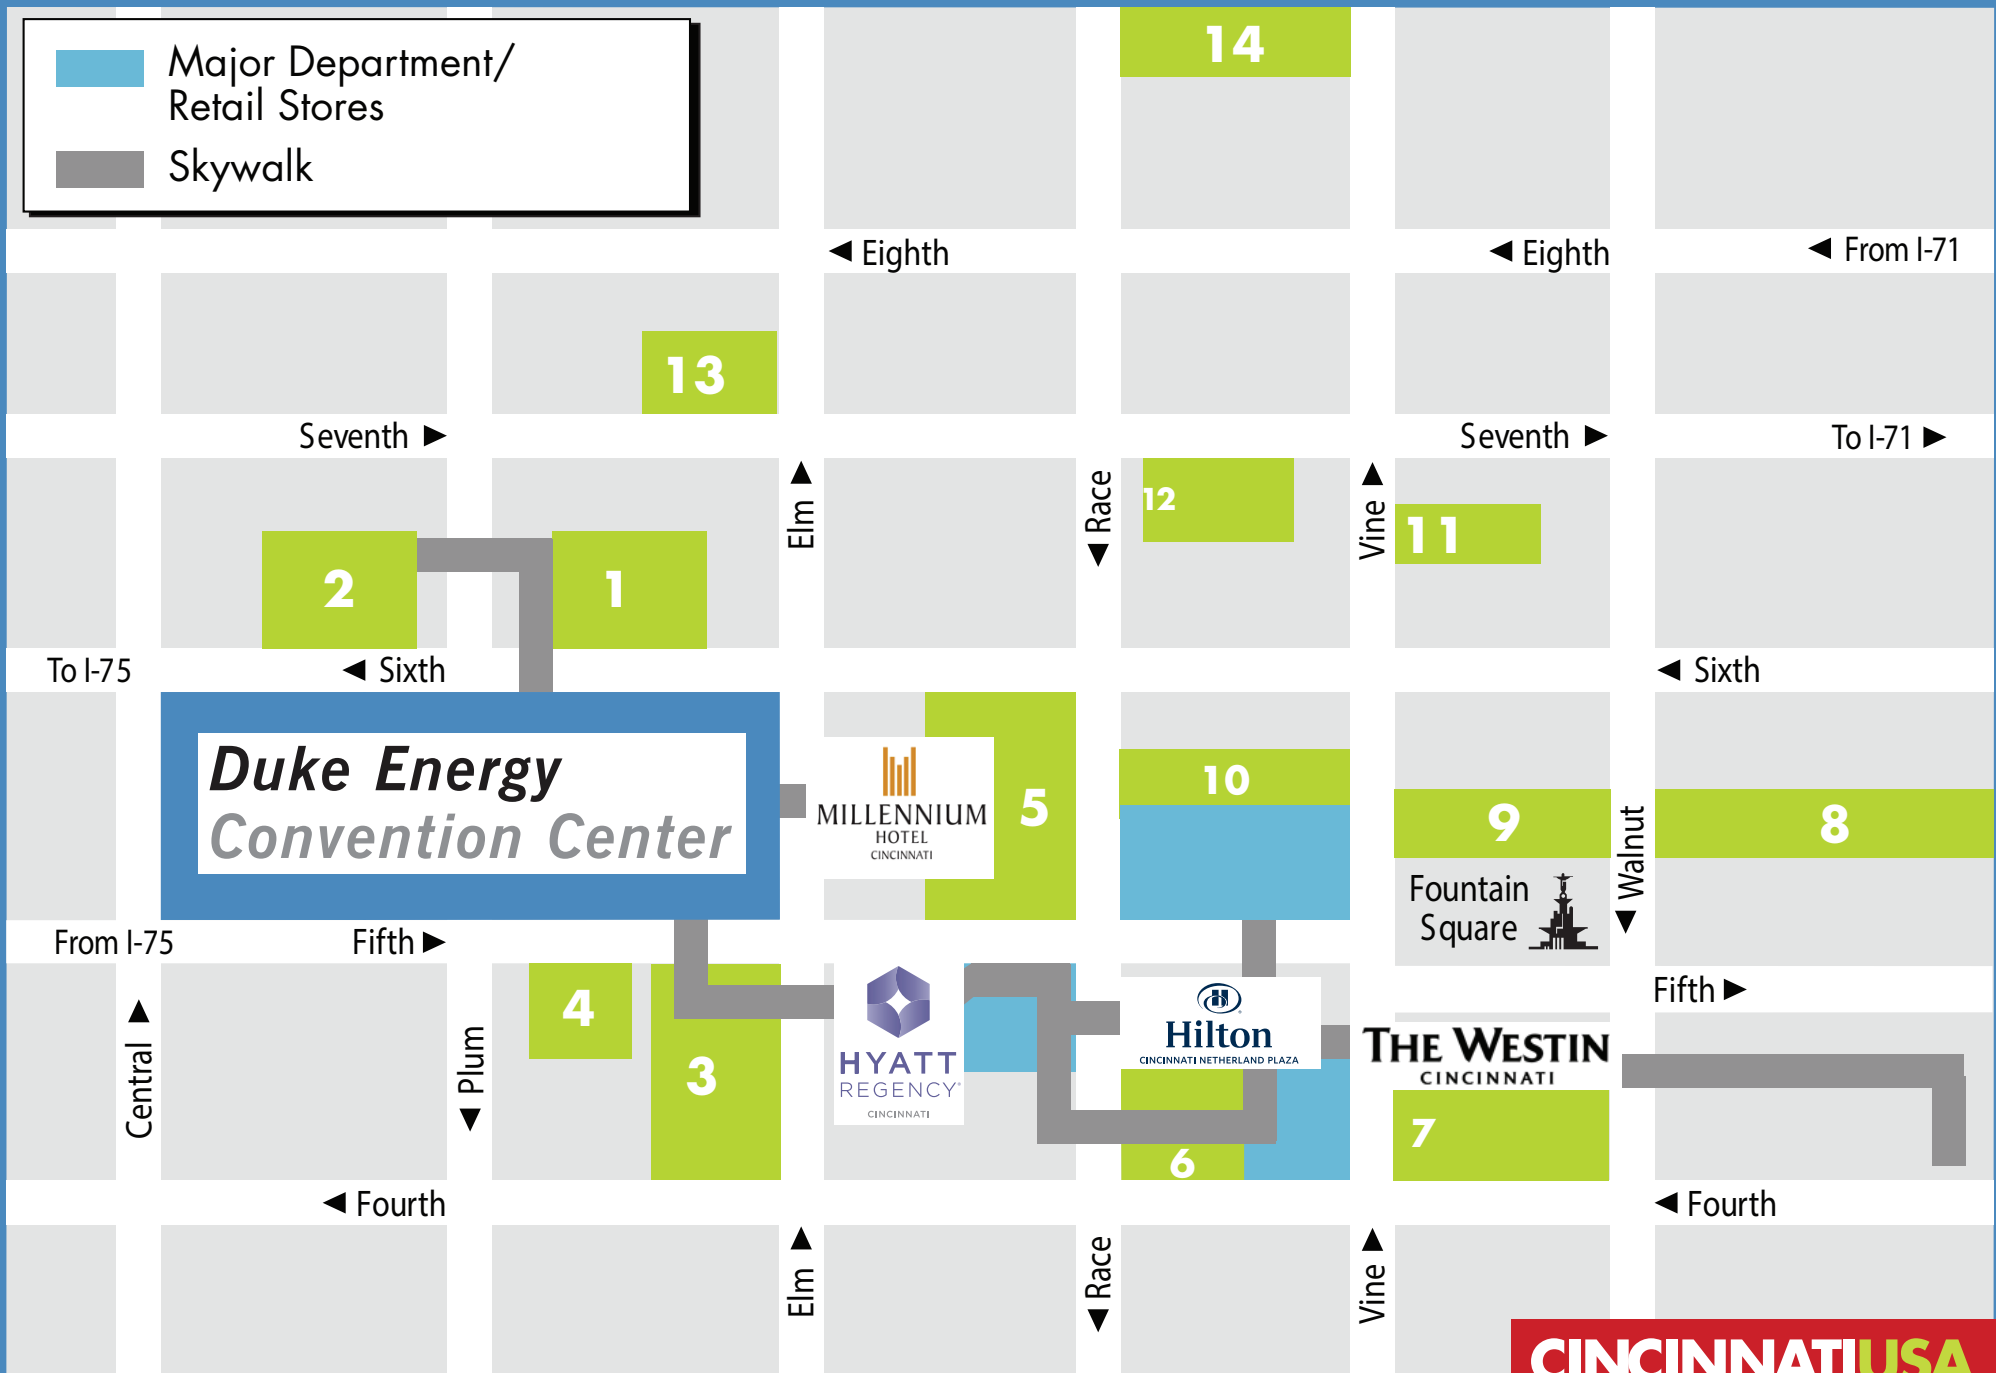 Major Department/
Retail Stores
Skywalk
14
◄ Eighth
◄ Eighth
◄ From I-71
13
Seventh ►
Seventh ►
To I-71 ►
Elm ►
◄ Race
Vine ►
12
11
2
1
To I-75
◄ Sixth
◄ Sixth
Duke Energy
Convention Center
MILLENNIUM
HOTEL
CINCINNATI
5
10
9
8
◄ Walnut
Fountain
Square
From I-75
Fifth ►
Fifth ►
Central ►
◄ Plum
4
3
HYATT
REGENCY
CINCINNATI
Hilton
CINCINNATI NETHERLAND PLAZA
THE WESTIN
CINCINNATI
6
7
◄ Fourth
◄ Fourth
Elm ►
◄ Race
Vine ►
CINCINNATIUSA